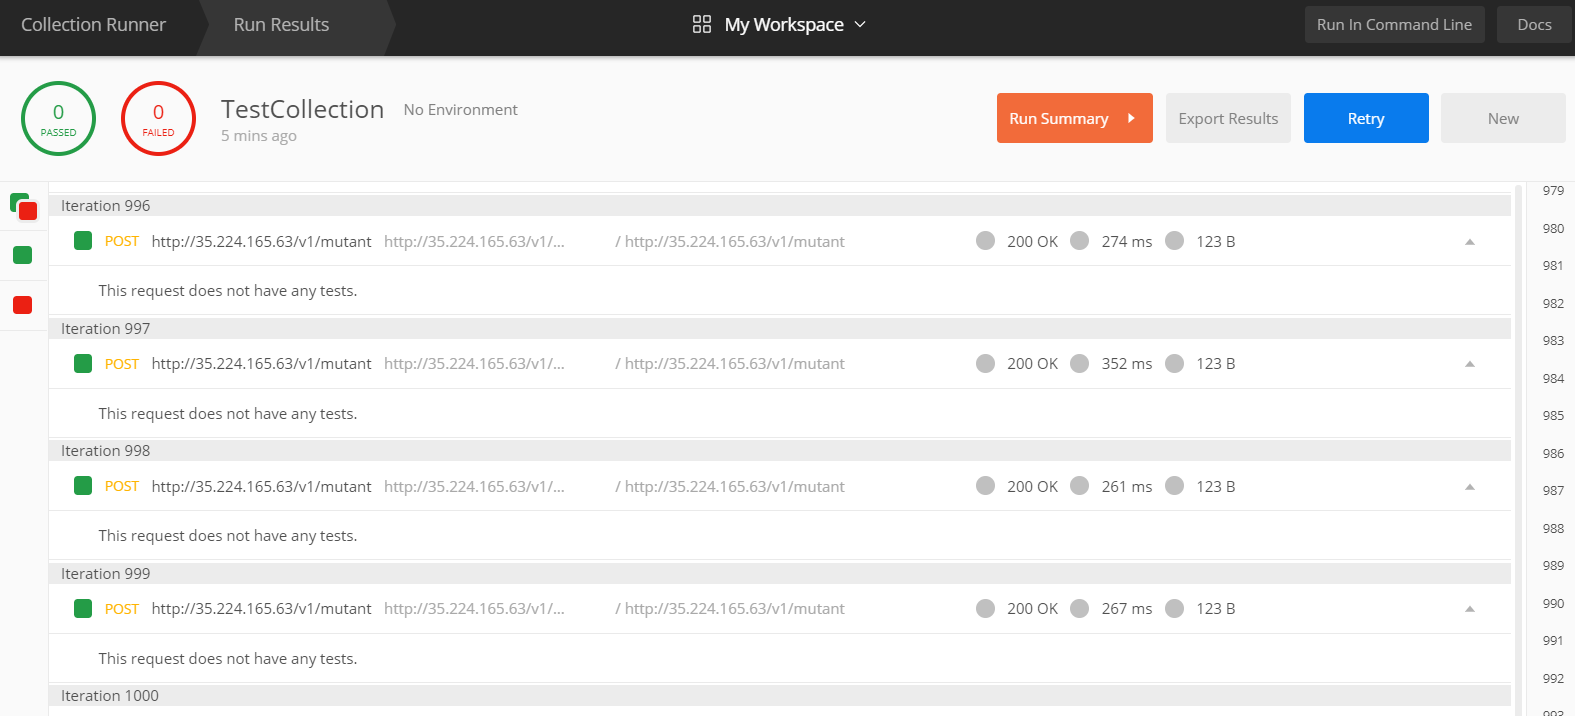 Collection Runner Run Results My Workspace Run In Command Line Docs
0 PASSED
0 FAILED
TestCollection No Environment
5 mins ago
Run Summary Export Results Retry New
Iteration 996
POST http://35.224.165.63/v1/mutant http://35.224.165.63/v1/... / http://35.224.165.63/v1/mutant 200 OK 274 ms 123 B
This request does not have any tests.
Iteration 997
POST http://35.224.165.63/v1/mutant http://35.224.165.63/v1/... / http://35.224.165.63/v1/mutant 200 OK 352 ms 123 B
This request does not have any tests.
Iteration 998
POST http://35.224.165.63/v1/mutant http://35.224.165.63/v1/... / http://35.224.165.63/v1/mutant 200 OK 261 ms 123 B
This request does not have any tests.
Iteration 999
POST http://35.224.165.63/v1/mutant http://35.224.165.63/v1/... / http://35.224.165.63/v1/mutant 200 OK 267 ms 123 B
This request does not have any tests.
Iteration 1000
979
980
981
982
983
984
985
986
987
988
989
990
991
992
993